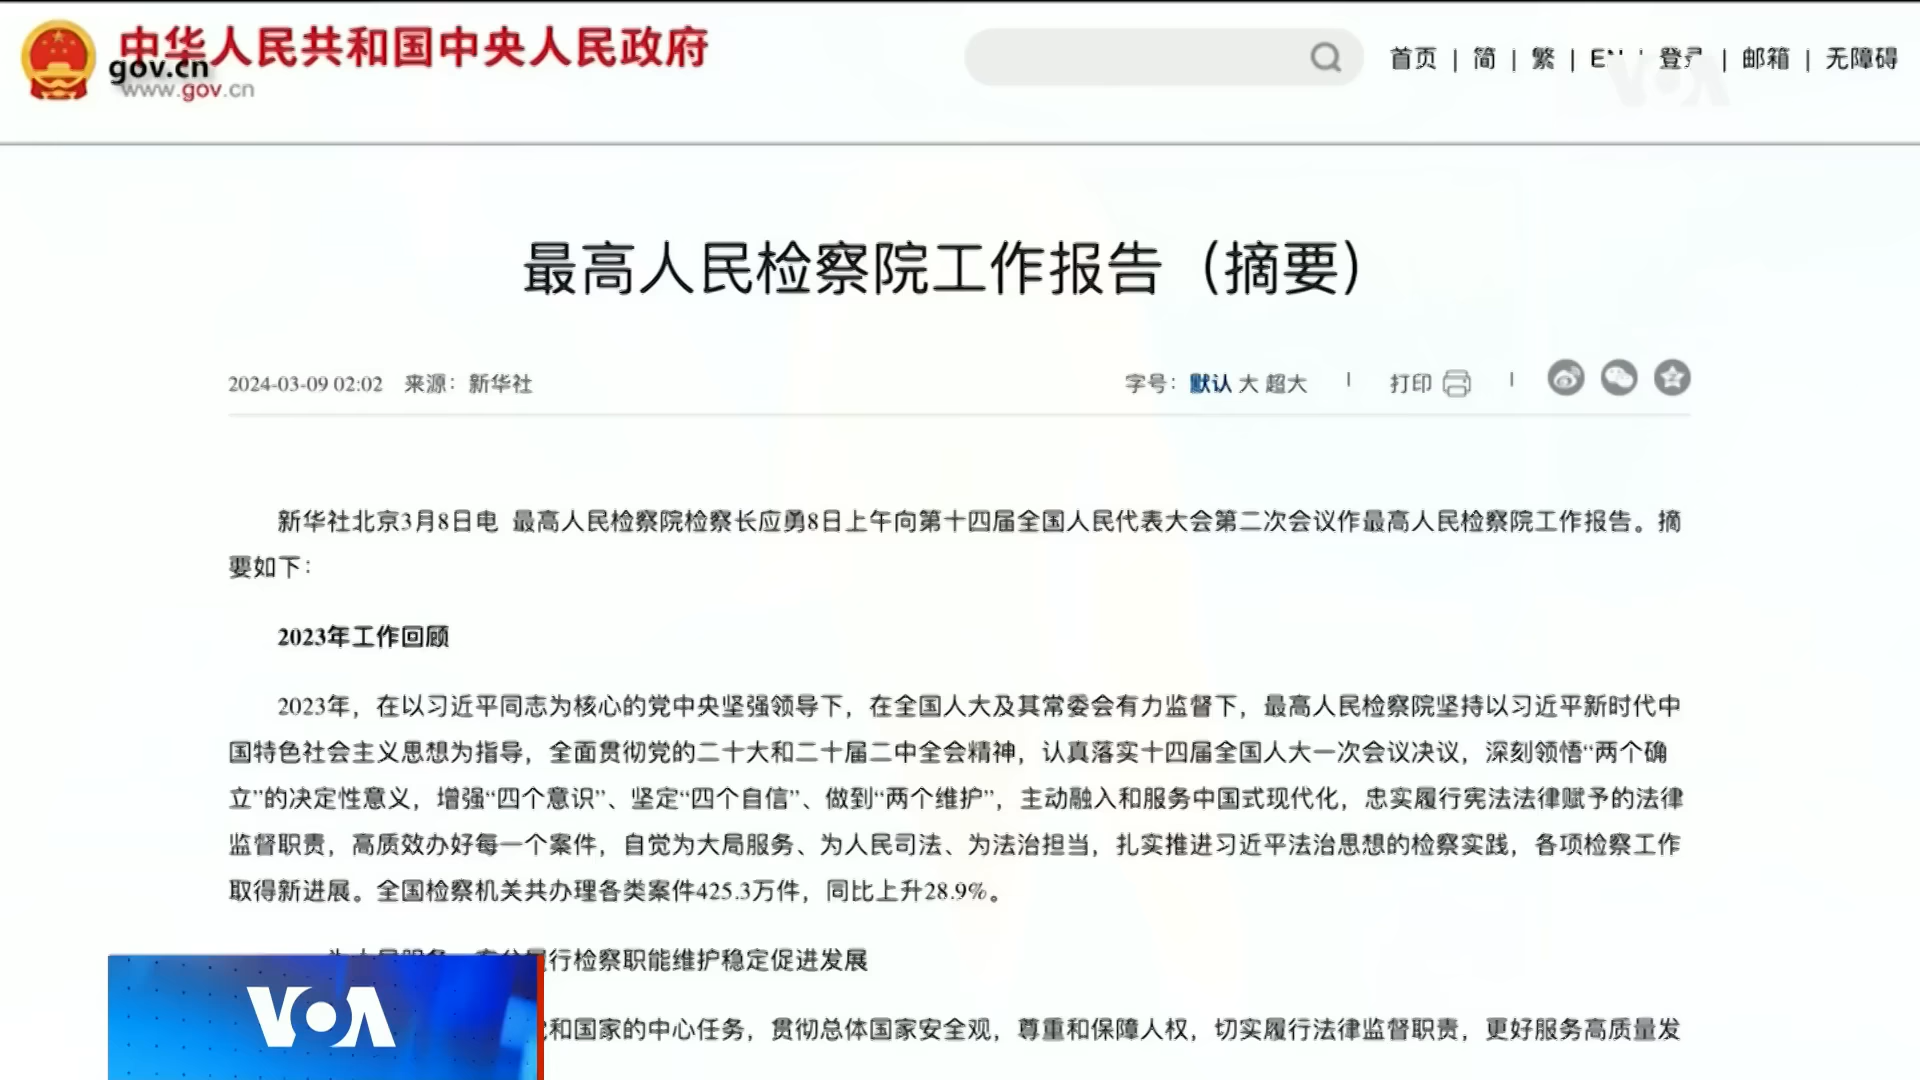 中华人民共和国中央人民政府
gov.cn
www.gov.cn
首页 | 简 | 繁 | EN | 登录 | 邮箱 | 无障碍
VOA
最高人民检察院工作报告（摘要）
2024-03-09 02:02 来源：新华社
字号：默认 大 超大 | 打印 |
新华社北京3月8日电 最高人民检察院检察长应勇8日上午向第十四届全国人民代表大会第二次会议作最高人民检察院工作报告。摘
要如下：
2023年工作回顾
2023年，在以习近平同志为核心的党中央坚强领导下，在全国人大及其常委会有力监督下，最高人民检察院坚持以习近平新时代中
国特色社会主义思想为指导，全面贯彻党的二十大和二十届二中全会精神，认真落实十四届全国人大一次会议决议，深刻领悟“两个确
立”的决定性意义，增强“四个意识”、坚定“四个自信”、做到“两个维护”，主动融入和服务中国式现代化，忠实履行宪法法律赋予的法律
监督职责，高质效办好每一个案件，自觉为大局服务、为人民司法、为法治担当，扎实推进习近平法治思想的检察实践，各项检察工作
取得新进展。全国检察机关共办理各类案件425.3万件，同比上升28.9%。
行检察职能维护稳定促进发展
和国家的中心任务，贯彻总体国家安全观，尊重和保障人权，切实履行法律监督职责，更好服务高质量发
VOA